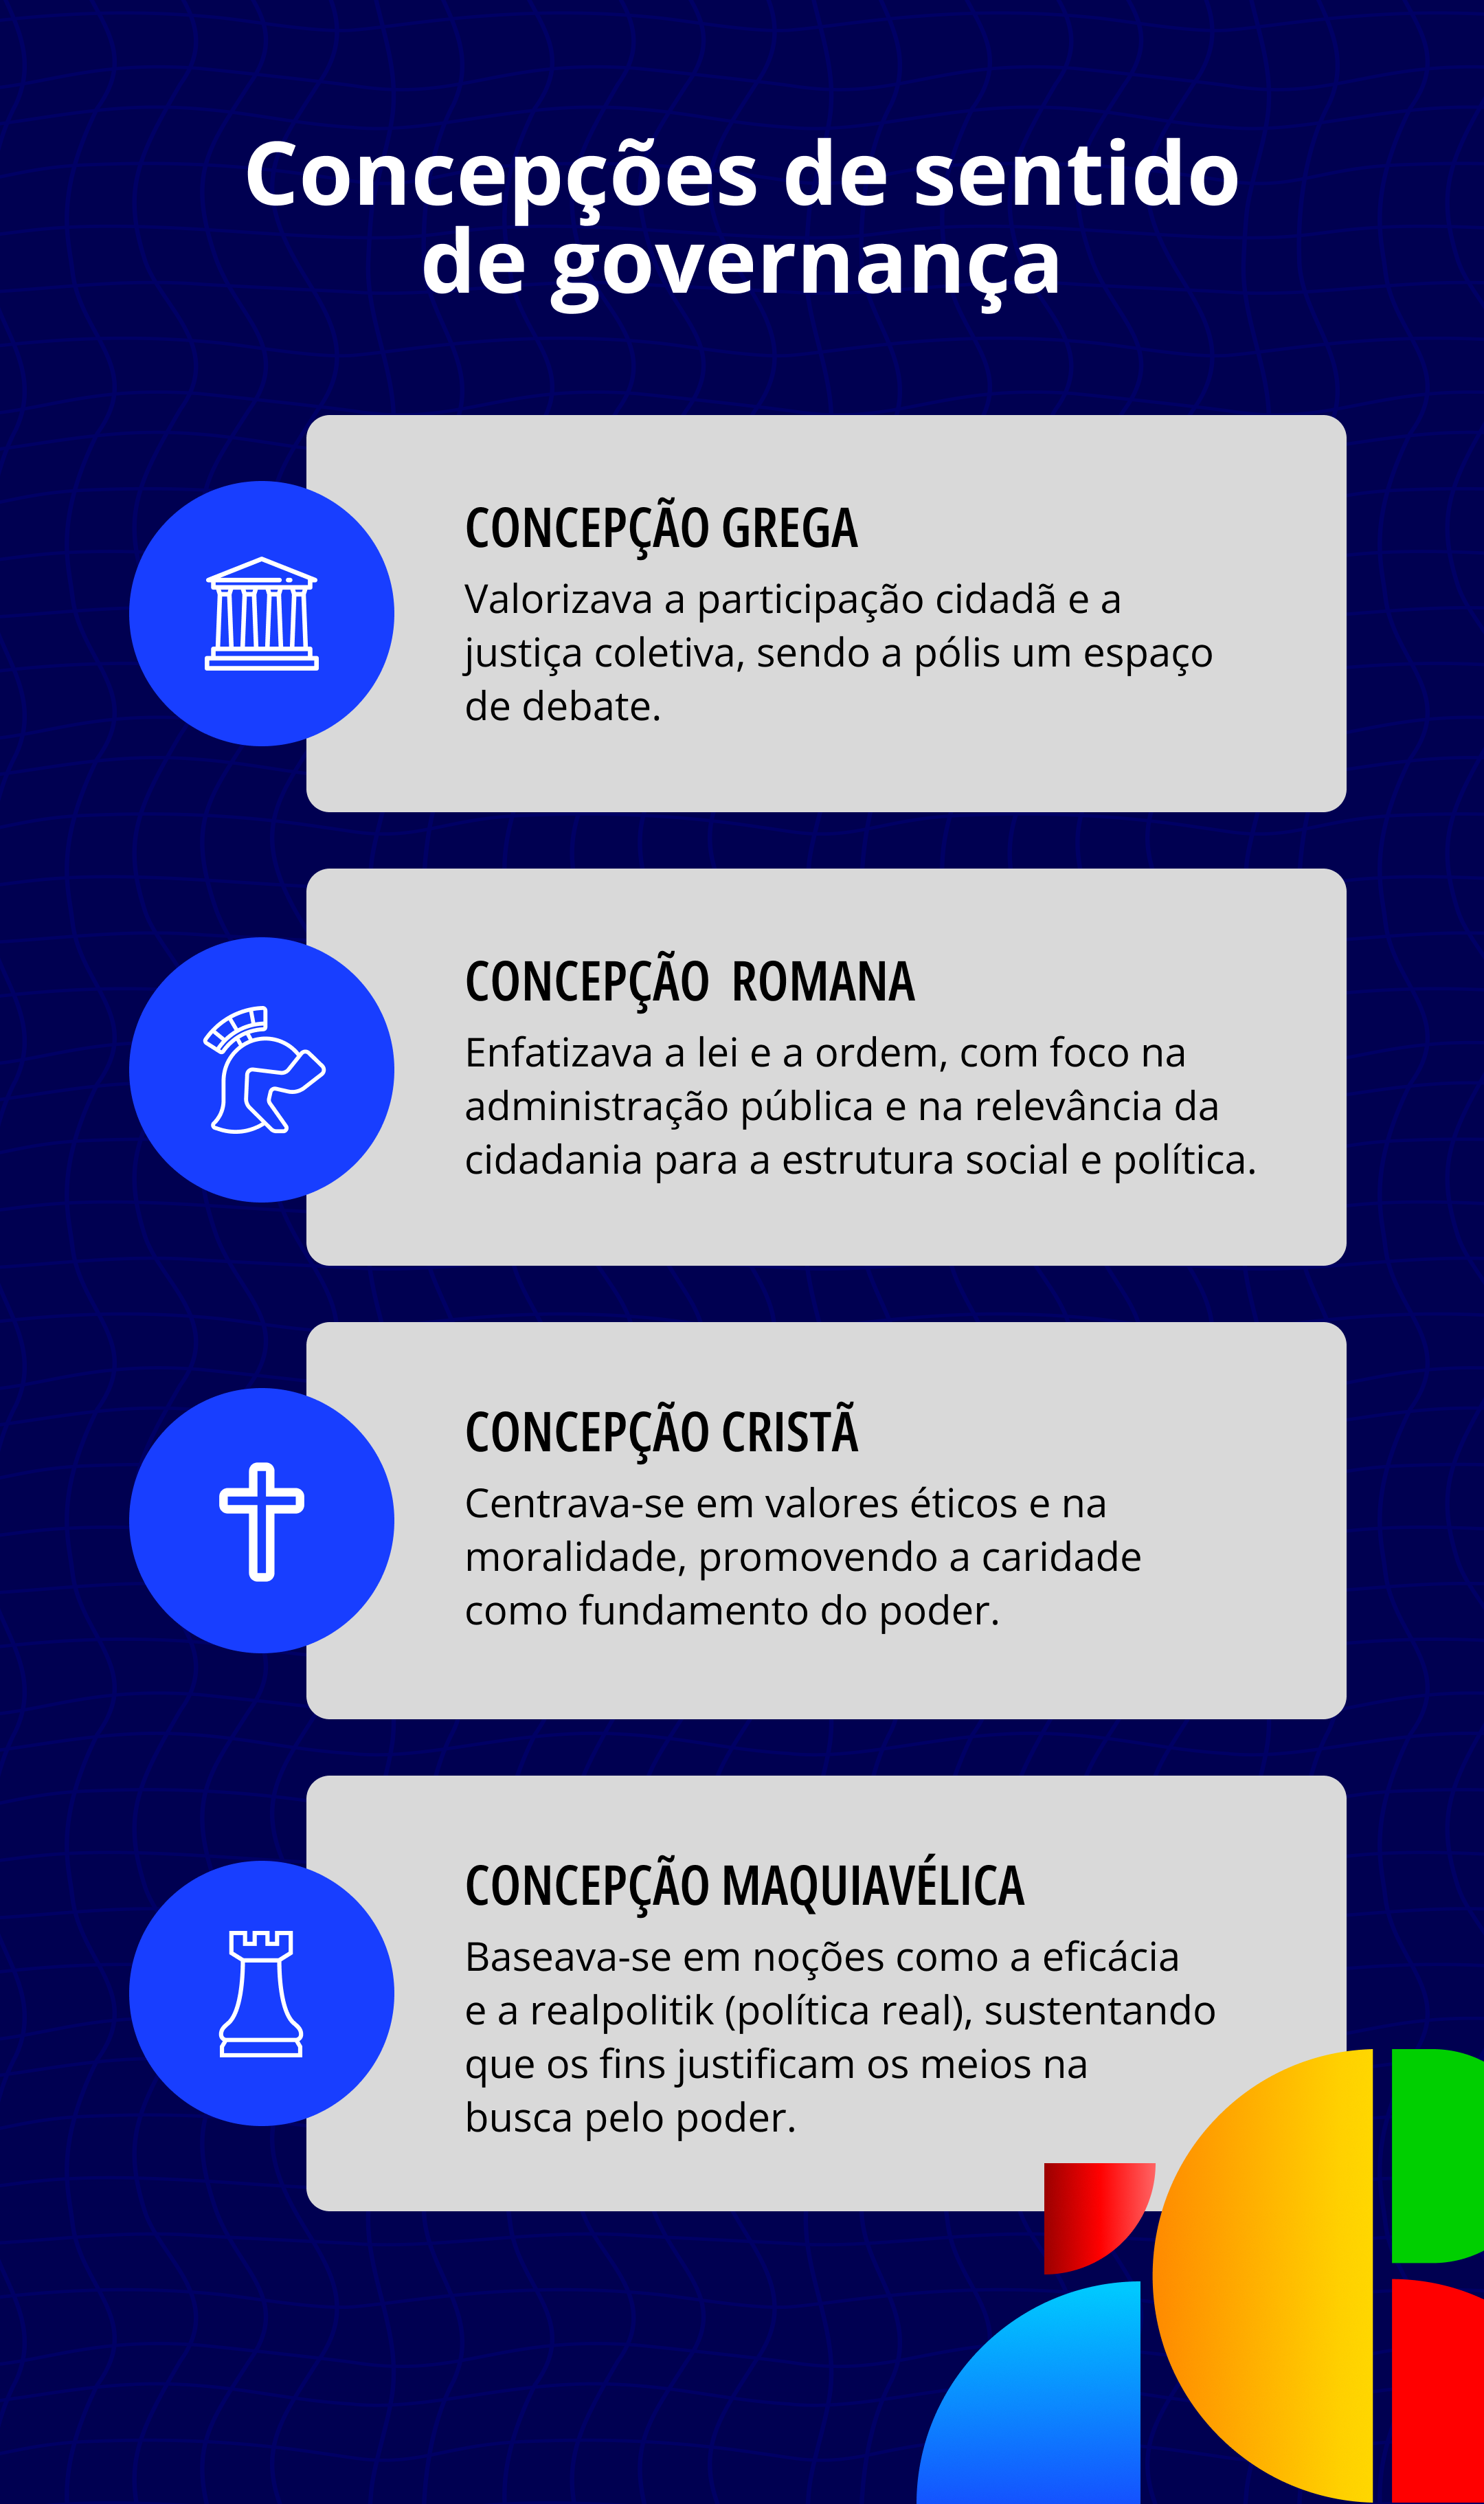 Concepções de sentido
de governança
CONCEPÇÃO GREGA
Valorizava a participação cidadã e a
justiça coletiva, sendo a pólis um espaço
de debate.
CONCEPÇÃO  ROMANA
Enfatizava a lei e a ordem, com foco na
administração pública e na relevância da
cidadania para a estrutura social e política.
CONCEPÇÃO CRISTÃ
Centrava-se em valores éticos e na
moralidade, promovendo a caridade
como fundamento do poder.
CONCEPÇÃO MAQUIAVÉLICA
Baseava-se em noções como a eficácia
e a realpolitik (política real), sustentando
que os fins justificam os meios na
busca pelo poder.